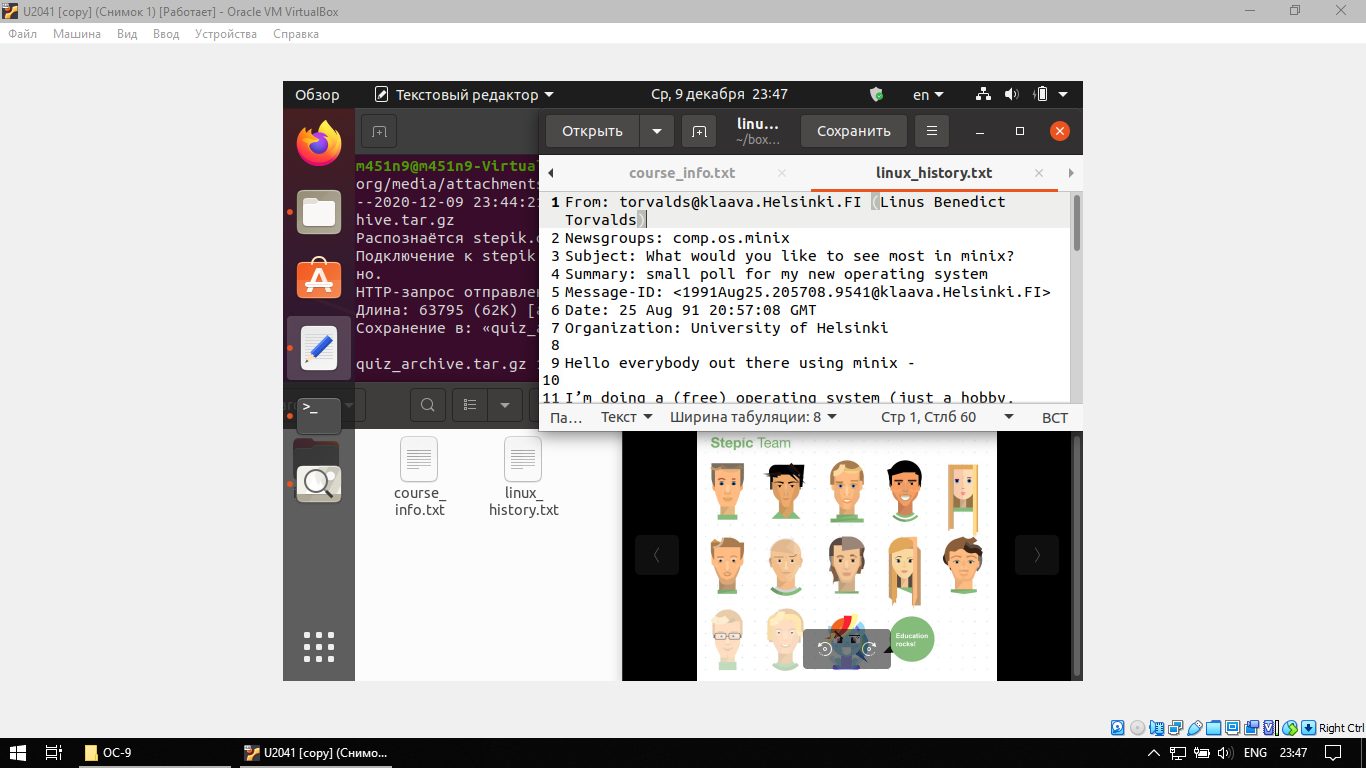 U2041 [copy] (Снимок 1) [Работает] - Oracle VM VirtualBox
Файл Машина Вид Ввод Устройства Справка
Обзор Текстовый редактор Ср, 9 декабря 23:47 en
Открыть linu... ~/box... Сохранить
course_info.txt linux_history.txt
m451n9@m451n9-Virtual
org/media/attachments
--2020-12-09 23:44:21
hive.tar.gz
Распознаётся stepik.o
Подключение к stepik
но.
HTTP-запрос отправлен
Длина: 63795 (62K) [a
Сохранение в: «quiz_a
quiz_archive.tar.gz
1 From: torvalds@klaava.Helsinki.FI (Linus Benedict
Torvalds)
2 Newsgroups: comp.os.minix
3 Subject: What would you like to see most in minix?
4 Summary: small poll for my new operating system
5 Message-ID: <1991Aug25.205708.9541@klaava.Helsinki.FI>
6 Date: 25 Aug 91 20:57:08 GMT
7 Organization: University of Helsinki
8
9 Hello everybody out there using minix -
10
11 I’m doing a (free) operating system (just a hobby,
Па... Текст Ширина табуляции: 8 Стр 1, Стлб 60 ВСТ
course_
info.txt
linux_
history.txt
Stepic Team
Education
rocks!
Right Ctrl
ОС-9 U2041 [copy] (Снимо... ENG 23:47